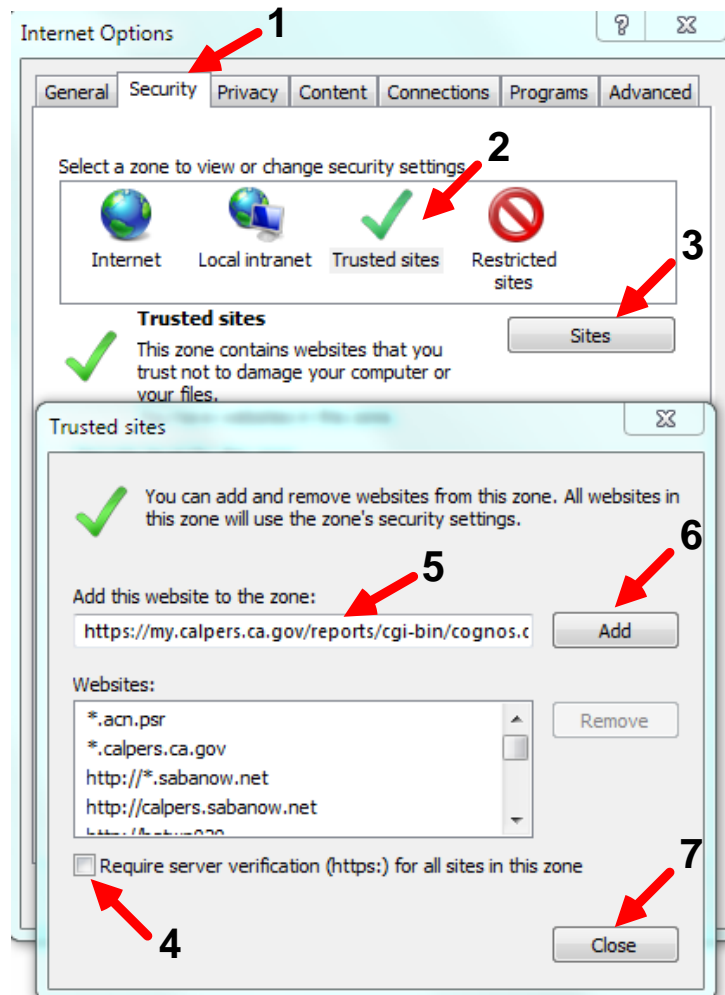 1
Internet Options
General Security Privacy Content Connections Programs Advanced
Select a zone to view or change security settings.
2
Internet
Local intranet
Trusted sites
Restricted
sites
3
Trusted sites
Sites
This zone contains websites that you
trust not to damage your computer or
your files.
Trusted sites
You can add and remove websites from this zone. All websites in
this zone will use the zone's security settings.
6
5
Add this website to the zone:
https://my.calpers.ca.gov/reports/cgi-bin/cognos.c
Add
Websites:
*.acn.psr
*.calpers.ca.gov
http://*.sabanow.net
http://calpers.sabanow.net
Remove
Require server verification (https:) for all sites in this zone
7
4
Close